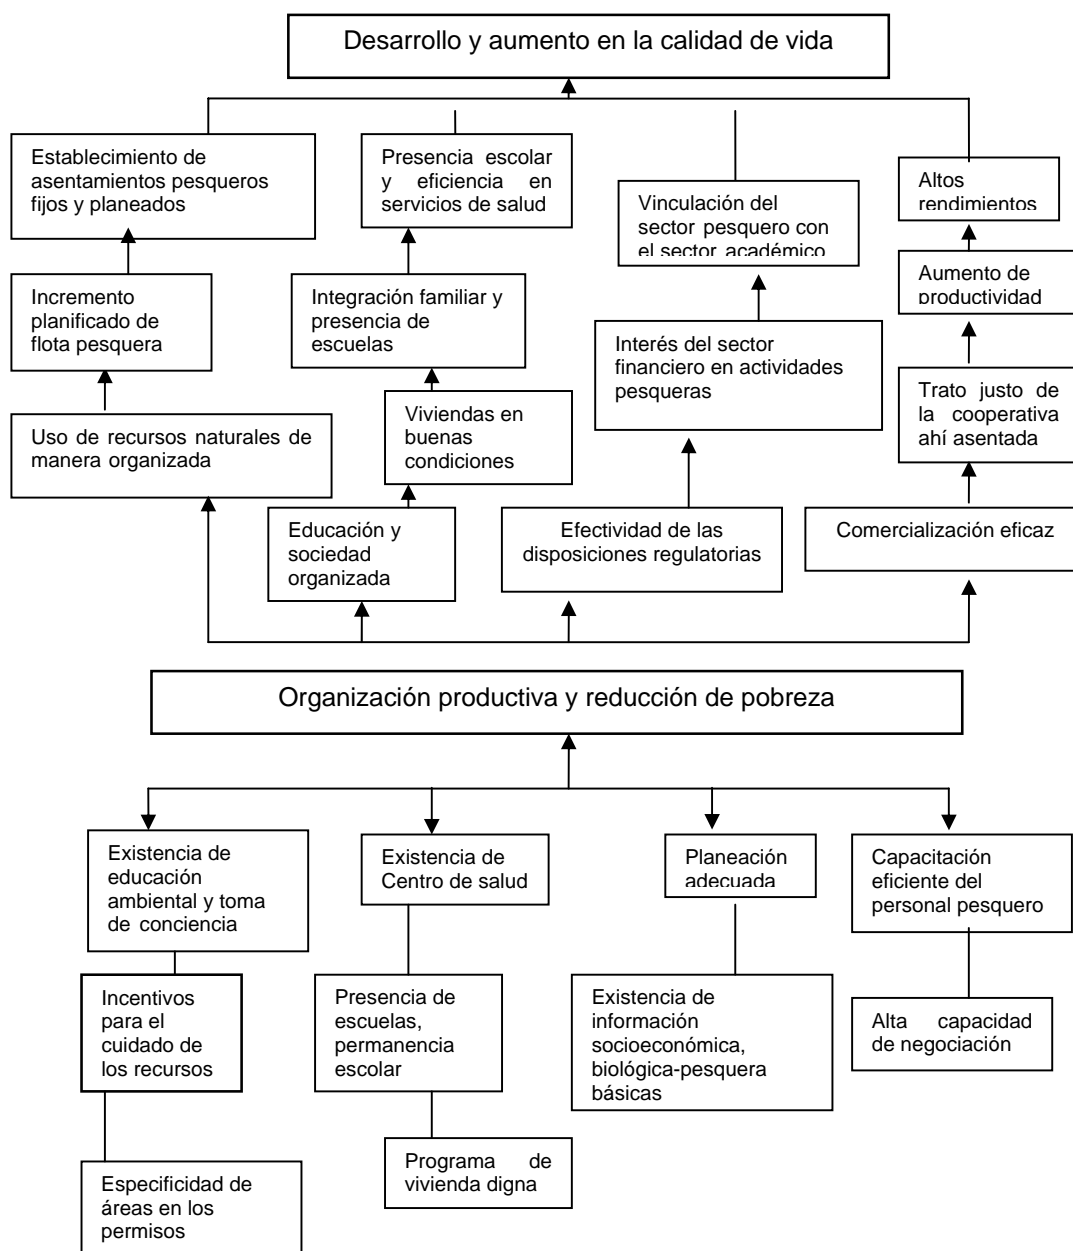 Desarrollo y aumento en la calidad de vida
Establecimiento de
asentamientos pesqueros
fijos y planeados
Presencia escolar
y eficiencia en
servicios de salud
Vinculación del
sector pesquero con
el sector académico
Altos
rendimientos
Incremento
planificado de
flota pesquera
Integración familiar y
presencia de
escuelas
Interés del sector
financiero en actividades
pesqueras
Aumento de
productividad
Uso de recursos naturales de
manera organizada
Viviendas en
buenas
condiciones
Trato justo de
la cooperativa
ahí asentada
Educación y
sociedad
organizada
Efectividad de las
disposiciones regulatorias
Comercialización eficaz
Organización productiva y reducción de pobreza
Existencia de
educación
ambiental y toma
de conciencia
Existencia de
Centro de salud
Planeación
adecuada
Capacitación
eficiente del
personal pesquero
Incentivos
para el
cuidado de
los recursos
Presencia de
escuelas,
permanencia
escolar
Existencia de
información
socioeconómica,
biológica-pesquera
básicas
Alta capacidad
de negociación
Especificidad de
áreas en los
permisos
Programa de
vivienda digna